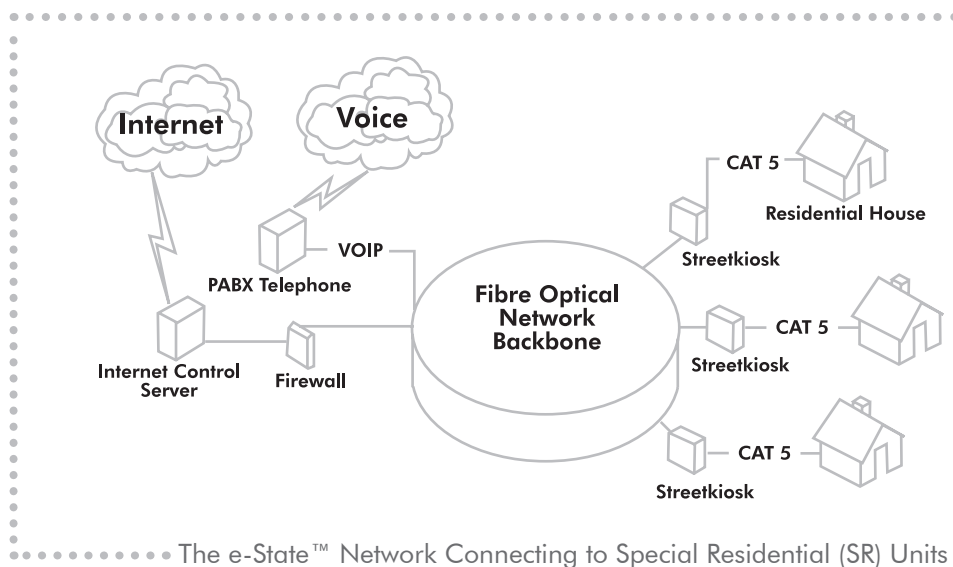 Internet
Voice
CAT 5
Residential House
Streetkiosk
VOIP
PABX Telephone
Fibre Optical
Network
Backbone
CAT 5
Streetkiosk
Internet Control
Server
Firewall
CAT 5
Streetkiosk
The e-State™ Network Connecting to Special Residential (SR) Units